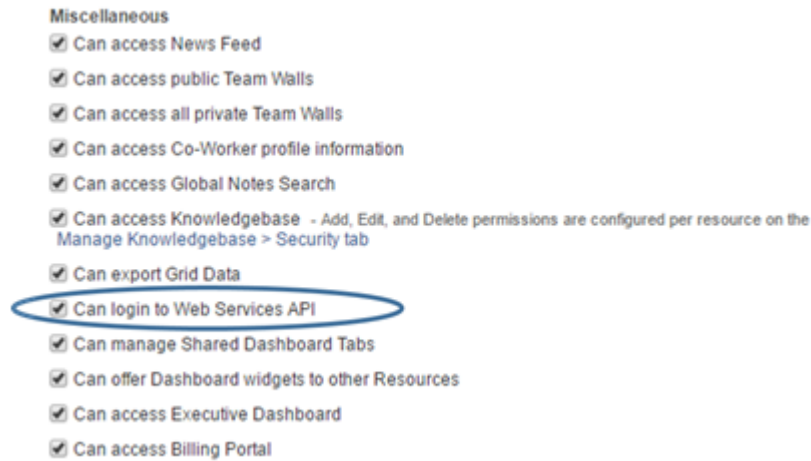 Miscellaneous
Can access News Feed
Can access public Team Walls
Can access all private Team Walls
Can access Co-Worker profile information
Can access Global Notes Search
Can access Knowledgebase - Add, Edit, and Delete permissions are configured per resource on the
Manage Knowledgebase > Security tab
Can export Grid Data
Can login to Web Services API
Can manage Shared Dashboard Tabs
Can offer Dashboard widgets to other Resources
Can access Executive Dashboard
Can access Billing Portal